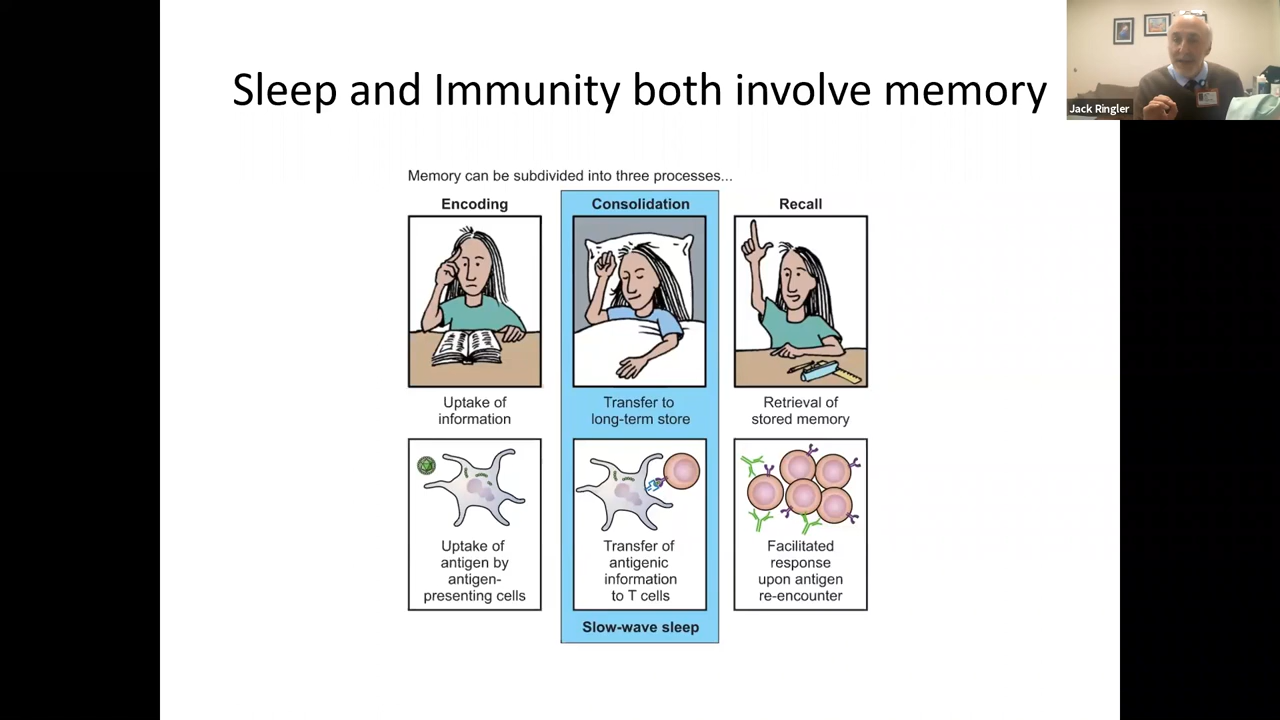 Sleep and Immunity both involve memory
Jack Ringler
Memory can be subdivided into three processes...
Encoding
Consolidation
Recall
Uptake of
information
Transfer to
long-term store
Retrieval of
stored memory
Uptake of
antigen by
antigen-
presenting cells
Transfer of
antigenic
information
to T cells
Facilitated
response
upon antigen
re-encounter
Slow-wave sleep